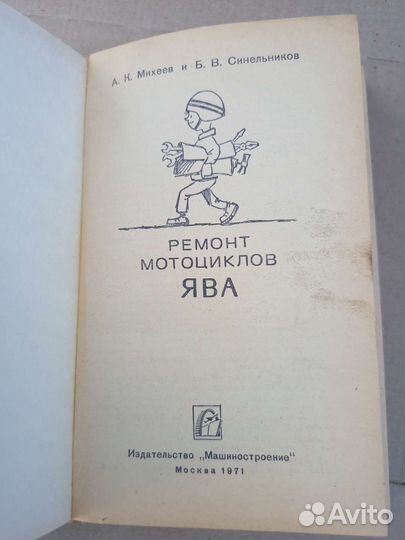 А. К. Михеев и Б. В. Синельников
РЕМОНТ
МОТОЦИКЛОВ
ЯВА
Издательство „Машиностроение"
Москва 1971
Avito